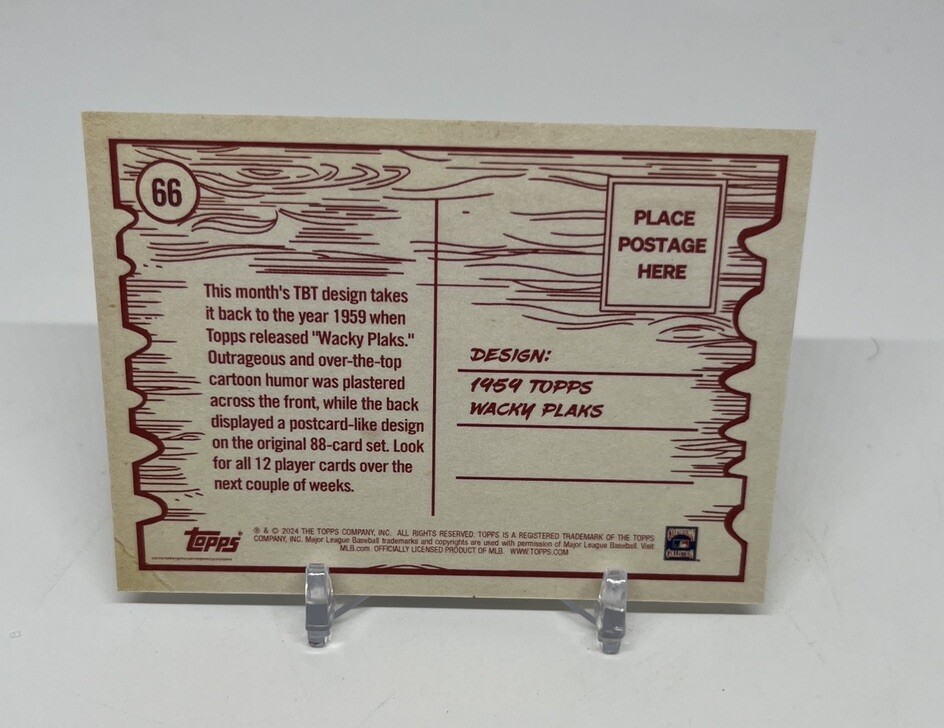 66
PLACE
POSTAGE
HERE
This month's TBT design takes
it back to the year 1959 when
Topps released "Wacky Plaks."
Outrageous and over-the-top
cartoon humor was plastered
across the front, while the back
displayed a postcard-like design
on the original 88-card set. Look
for all 12 player cards over the
next couple of weeks.
DESIGN:
1959 TOPPS
WACKY PLAKS
topps
® & © 2024 THE TOPPS COMPANY, INC. ALL RIGHTS RESERVED. TOPPS IS A REGISTERED TRADEMARK OF THE TOPPS
COMPANY, INC. Major League Baseball trademarks and copyrights are used with permission of Major League Baseball. Visit
MLB.com. OFFICIALLY LICENSED PRODUCT OF MLB. WWW.TOPPS.COM